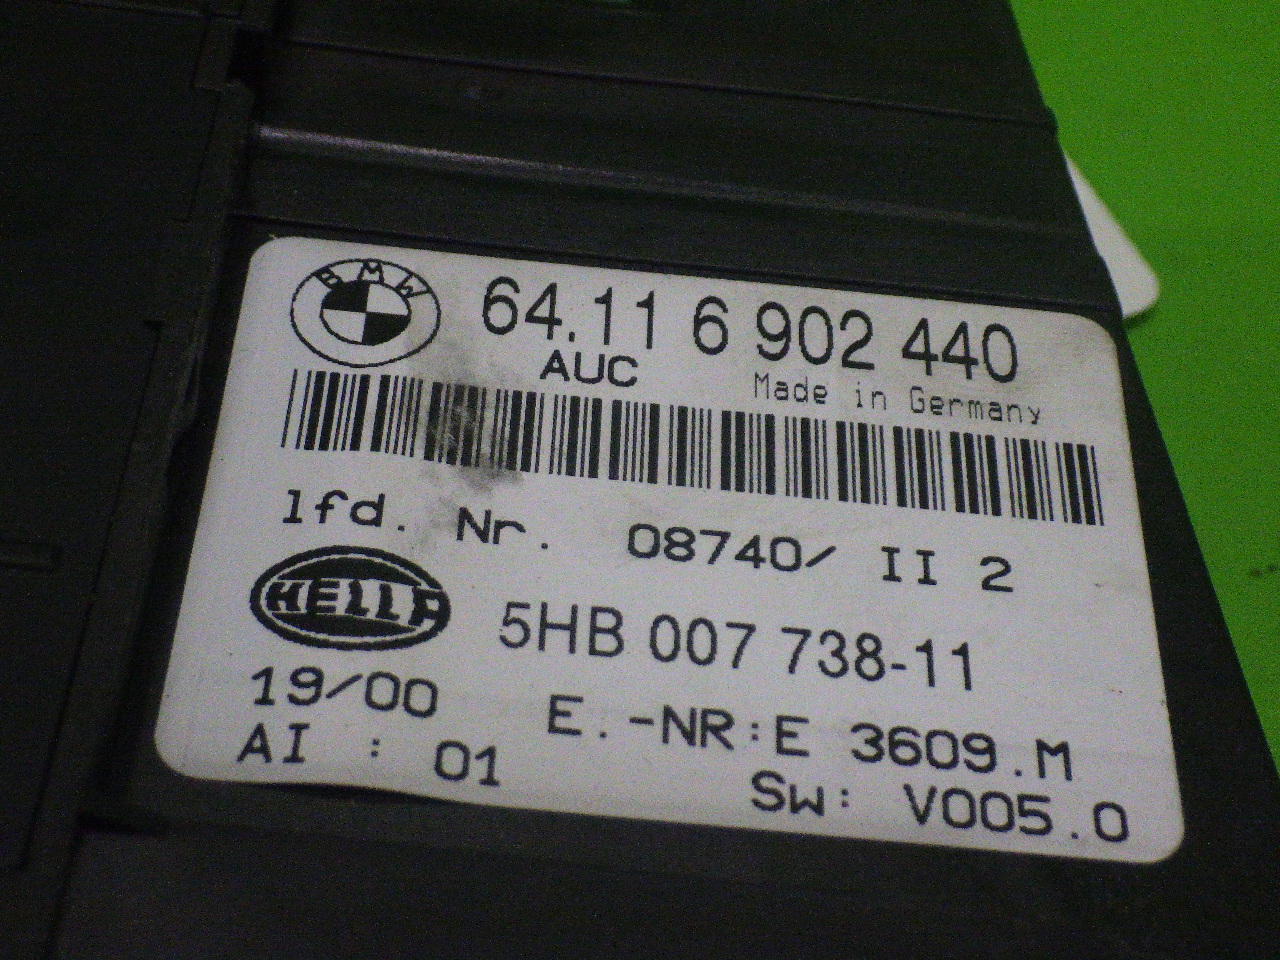 BMW
64.11 6 902 440
AUC
Made in Germany
lfd. Nr. 08740/ II 2
HELLA
5HB 007 738-11
19/00
E.-NR:E 3609.M
AI : 01
SW: V005.0